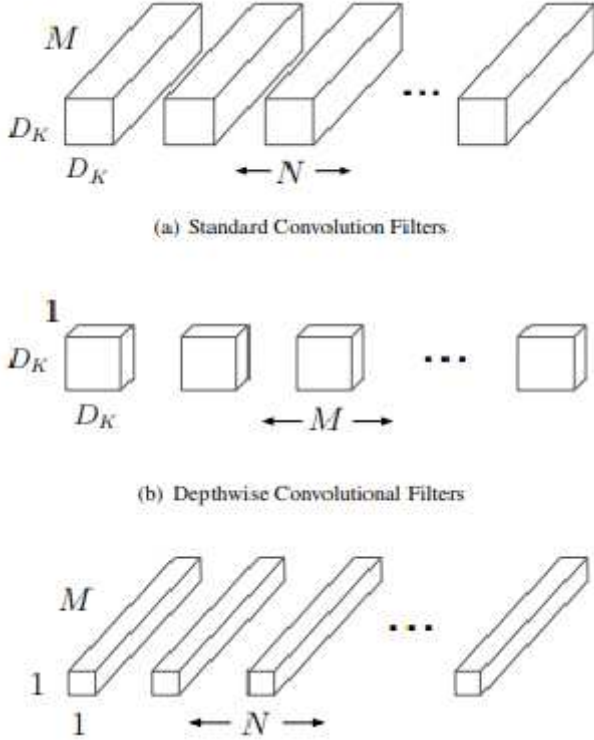 M
D_K
D_K
N
...
(a) Standard Convolution Filters
1
D_K
D_K
M
...
(b) Depthwise Convolutional Filters
M
1
1
N
...